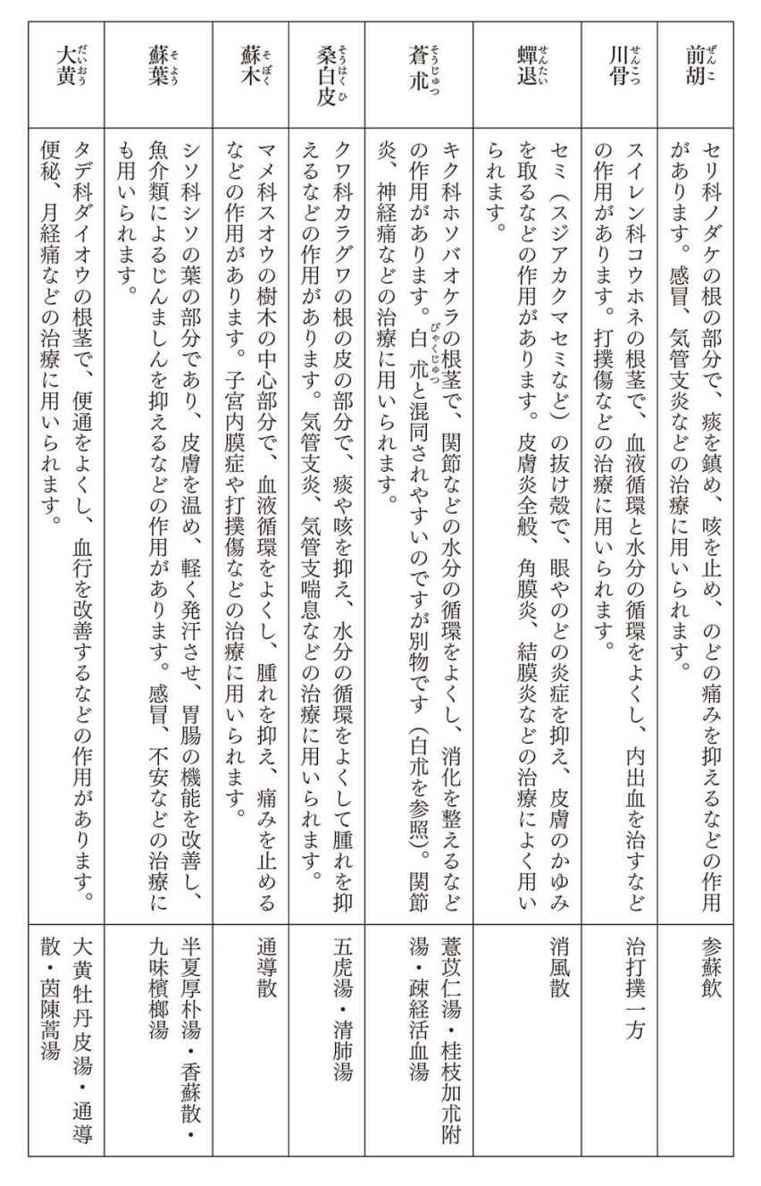 前胡
ぜんこ
セリ科ノダケの根の部分で、痰を鎮め、咳を止め、のどの痛みを抑えるなどの作用
があります。感冒、気管支炎などの治療に用いられます。
参蘇飲
川骨
せんこつ
スイレン科コウホネの根茎で、血液循環と水分の循環をよくし、内出血を治すなど
の作用があります。打撲傷などの治療に用いられます。
治打撲一方
蟬退
せんたい
セミ（スジアカクマセミなど）の抜け殻で、眼やのどの炎症を抑え、皮膚のかゆみ
を取るなどの作用があります。皮膚炎全般、角膜炎、結膜炎などの治療によく用い
られます。
消風散
蒼朮
そうじゅつ
キク科ホソバオケラの根茎で、関節などの水分の循環をよくし、消化を整えるなど
の作用があります。白朮と混同されやすいのですが別物です（白朮を参照）。関節
びゃくじゅつ
炎、神経痛などの治療に用いられます。
薏苡仁湯・桂枝加朮附
湯・疎経活血湯
桑白皮
そうはくひ
クワ科カラグワの根の皮の部分で、痰や咳を抑え、水分の循環をよくして腫れを抑
えるなどの作用があります。気管支炎、気管支喘息などの治療に用いられます。
五虎湯・清肺湯
蘇木
そぼく
マメ科スオウの樹木の中心部分で、血液循環をよくし、腫れを抑え、痛みを止める
などの作用があります。子宮内膜症や打撲傷などの治療に用いられます。
通導散
蘇葉
そよう
シソ科シソの葉の部分であり、皮膚を温め、軽く発汗させ、胃腸の機能を改善し、
魚介類によるじんましんを抑えるなどの作用があります。感冒、不安などの治療に
も用いられます。
半夏厚朴湯・香蘇散・
九味檳榔湯
大黄
だいおう
タデ科ダイオウの根茎で、便通をよくし、血行を改善するなどの作用があります。
便秘、月経痛などの治療に用いられます。
大黄牡丹皮湯・通導
散・茵陳蒿湯